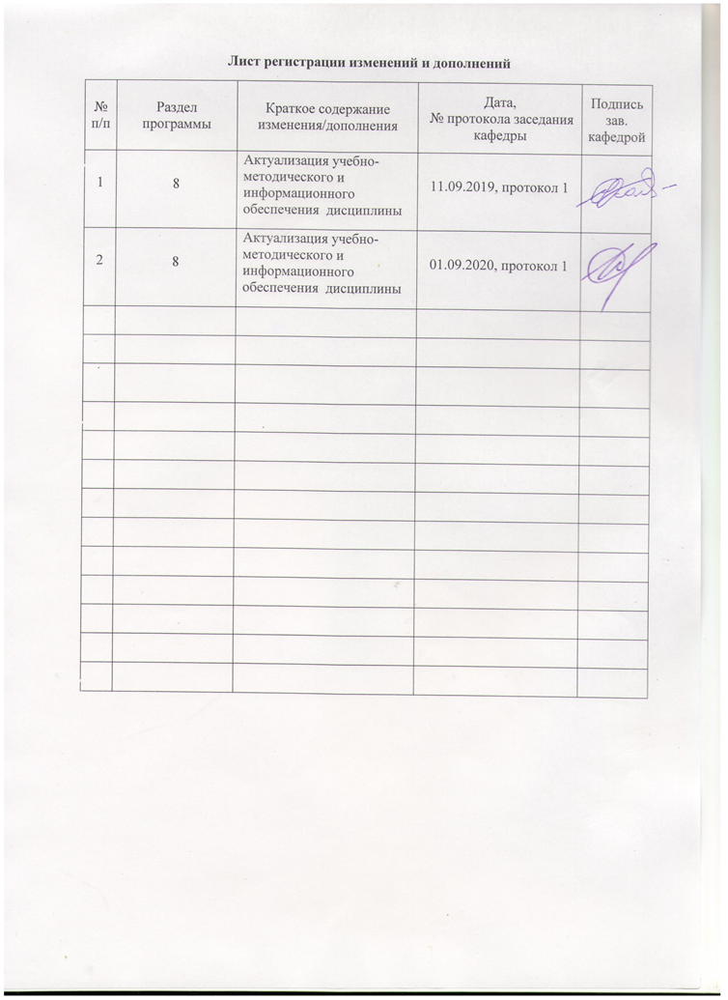 Лист регистрации изменений и дополнений
№
п/п
Раздел
программы
Краткое содержание
изменения/дополнения
Дата,
№ протокола заседания
кафедры
Подпись
зав.
кафедрой
1
8
Актуализация учебно-
методического и
информационного
обеспечения дисциплины
11.09.2019, протокол 1
2
8
Актуализация учебно-
методического и
информационного
обеспечения дисциплины
01.09.2020, протокол 1